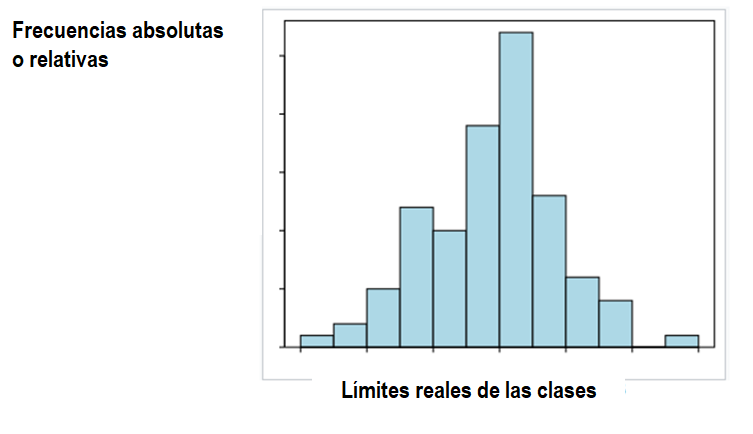 Frecuencias absolutas
o relativas
Límites reales de las clases